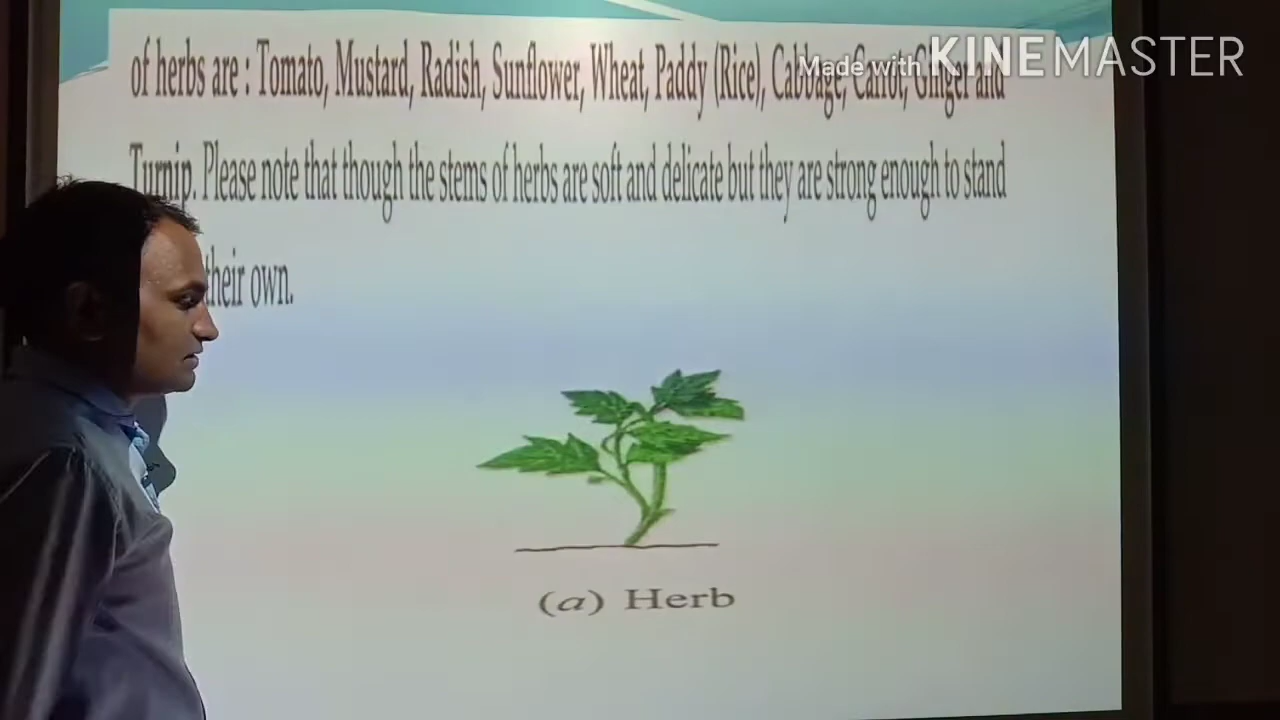 of herbs are : Tomato, Mustard, Radish, Sunflower, Wheat, Paddy (Rice), Cabbage, Carrot, Ginger and
Made with KINEMASTER
Turnip. Please note that though the stems of herbs are soft and delicate but they are strong enough to stand
their own.
(a) Herb